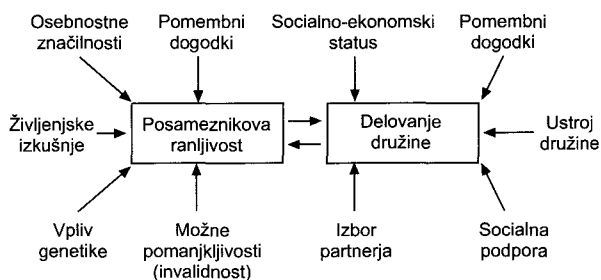 Osebnostne
značilnosti
Pomembni
dogodki
Socialno-ekonomski
status
Pomembni
dogodki
Življenjske
izkušnje
Posameznikova
ranljivost
Delovanje
družine
Ustroj
družine
Vpliv
genetike
Možne
pomanjkljivosti
(invalidnost)
Izbor
partnerja
Socialna
podpora